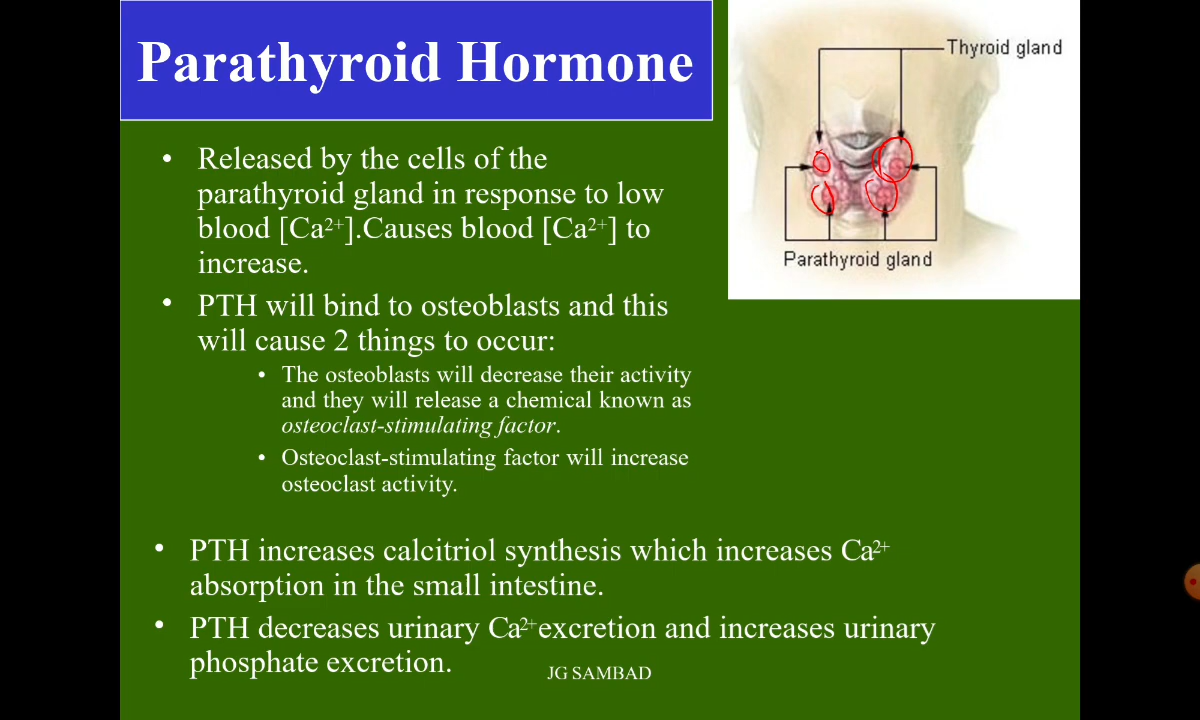 Parathyroid Hormone
Thyroid gland
Parathyroid gland
• Released by the cells of the
parathyroid gland in response to low
blood [Ca²⁺].Causes blood [Ca²⁺] to
increase.
• PTH will bind to osteoblasts and this
will cause 2 things to occur:
• The osteoblasts will decrease their activity
and they will release a chemical known as
osteoclast-stimulating factor.
• Osteoclast-stimulating factor will increase
osteoclast activity.
• PTH increases calcitriol synthesis which increases Ca²⁺
absorption in the small intestine.
• PTH decreases urinary Ca²⁺excretion and increases urinary
phosphate excretion.
JG SAMBAD